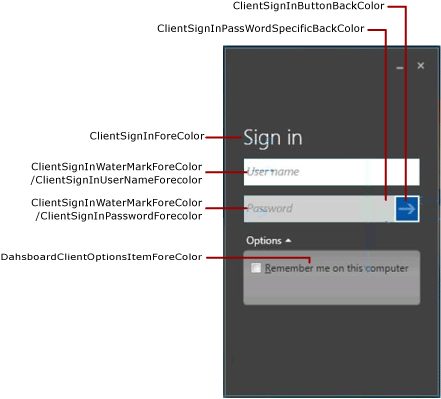 ClientSignInButtonBackColor
ClientSignInPassWordSpecificBackColor
ClientSignInForeColor
Sign in
ClientSignInWaterMarkForeColor
/ClientSignInUserNameForecolor
User name
ClientSignInWaterMarkForeColor
/ClientSignInPasswordForecolor
Password
Options
DahsboardClientOptionsItemForeColor
Remember me on this computer